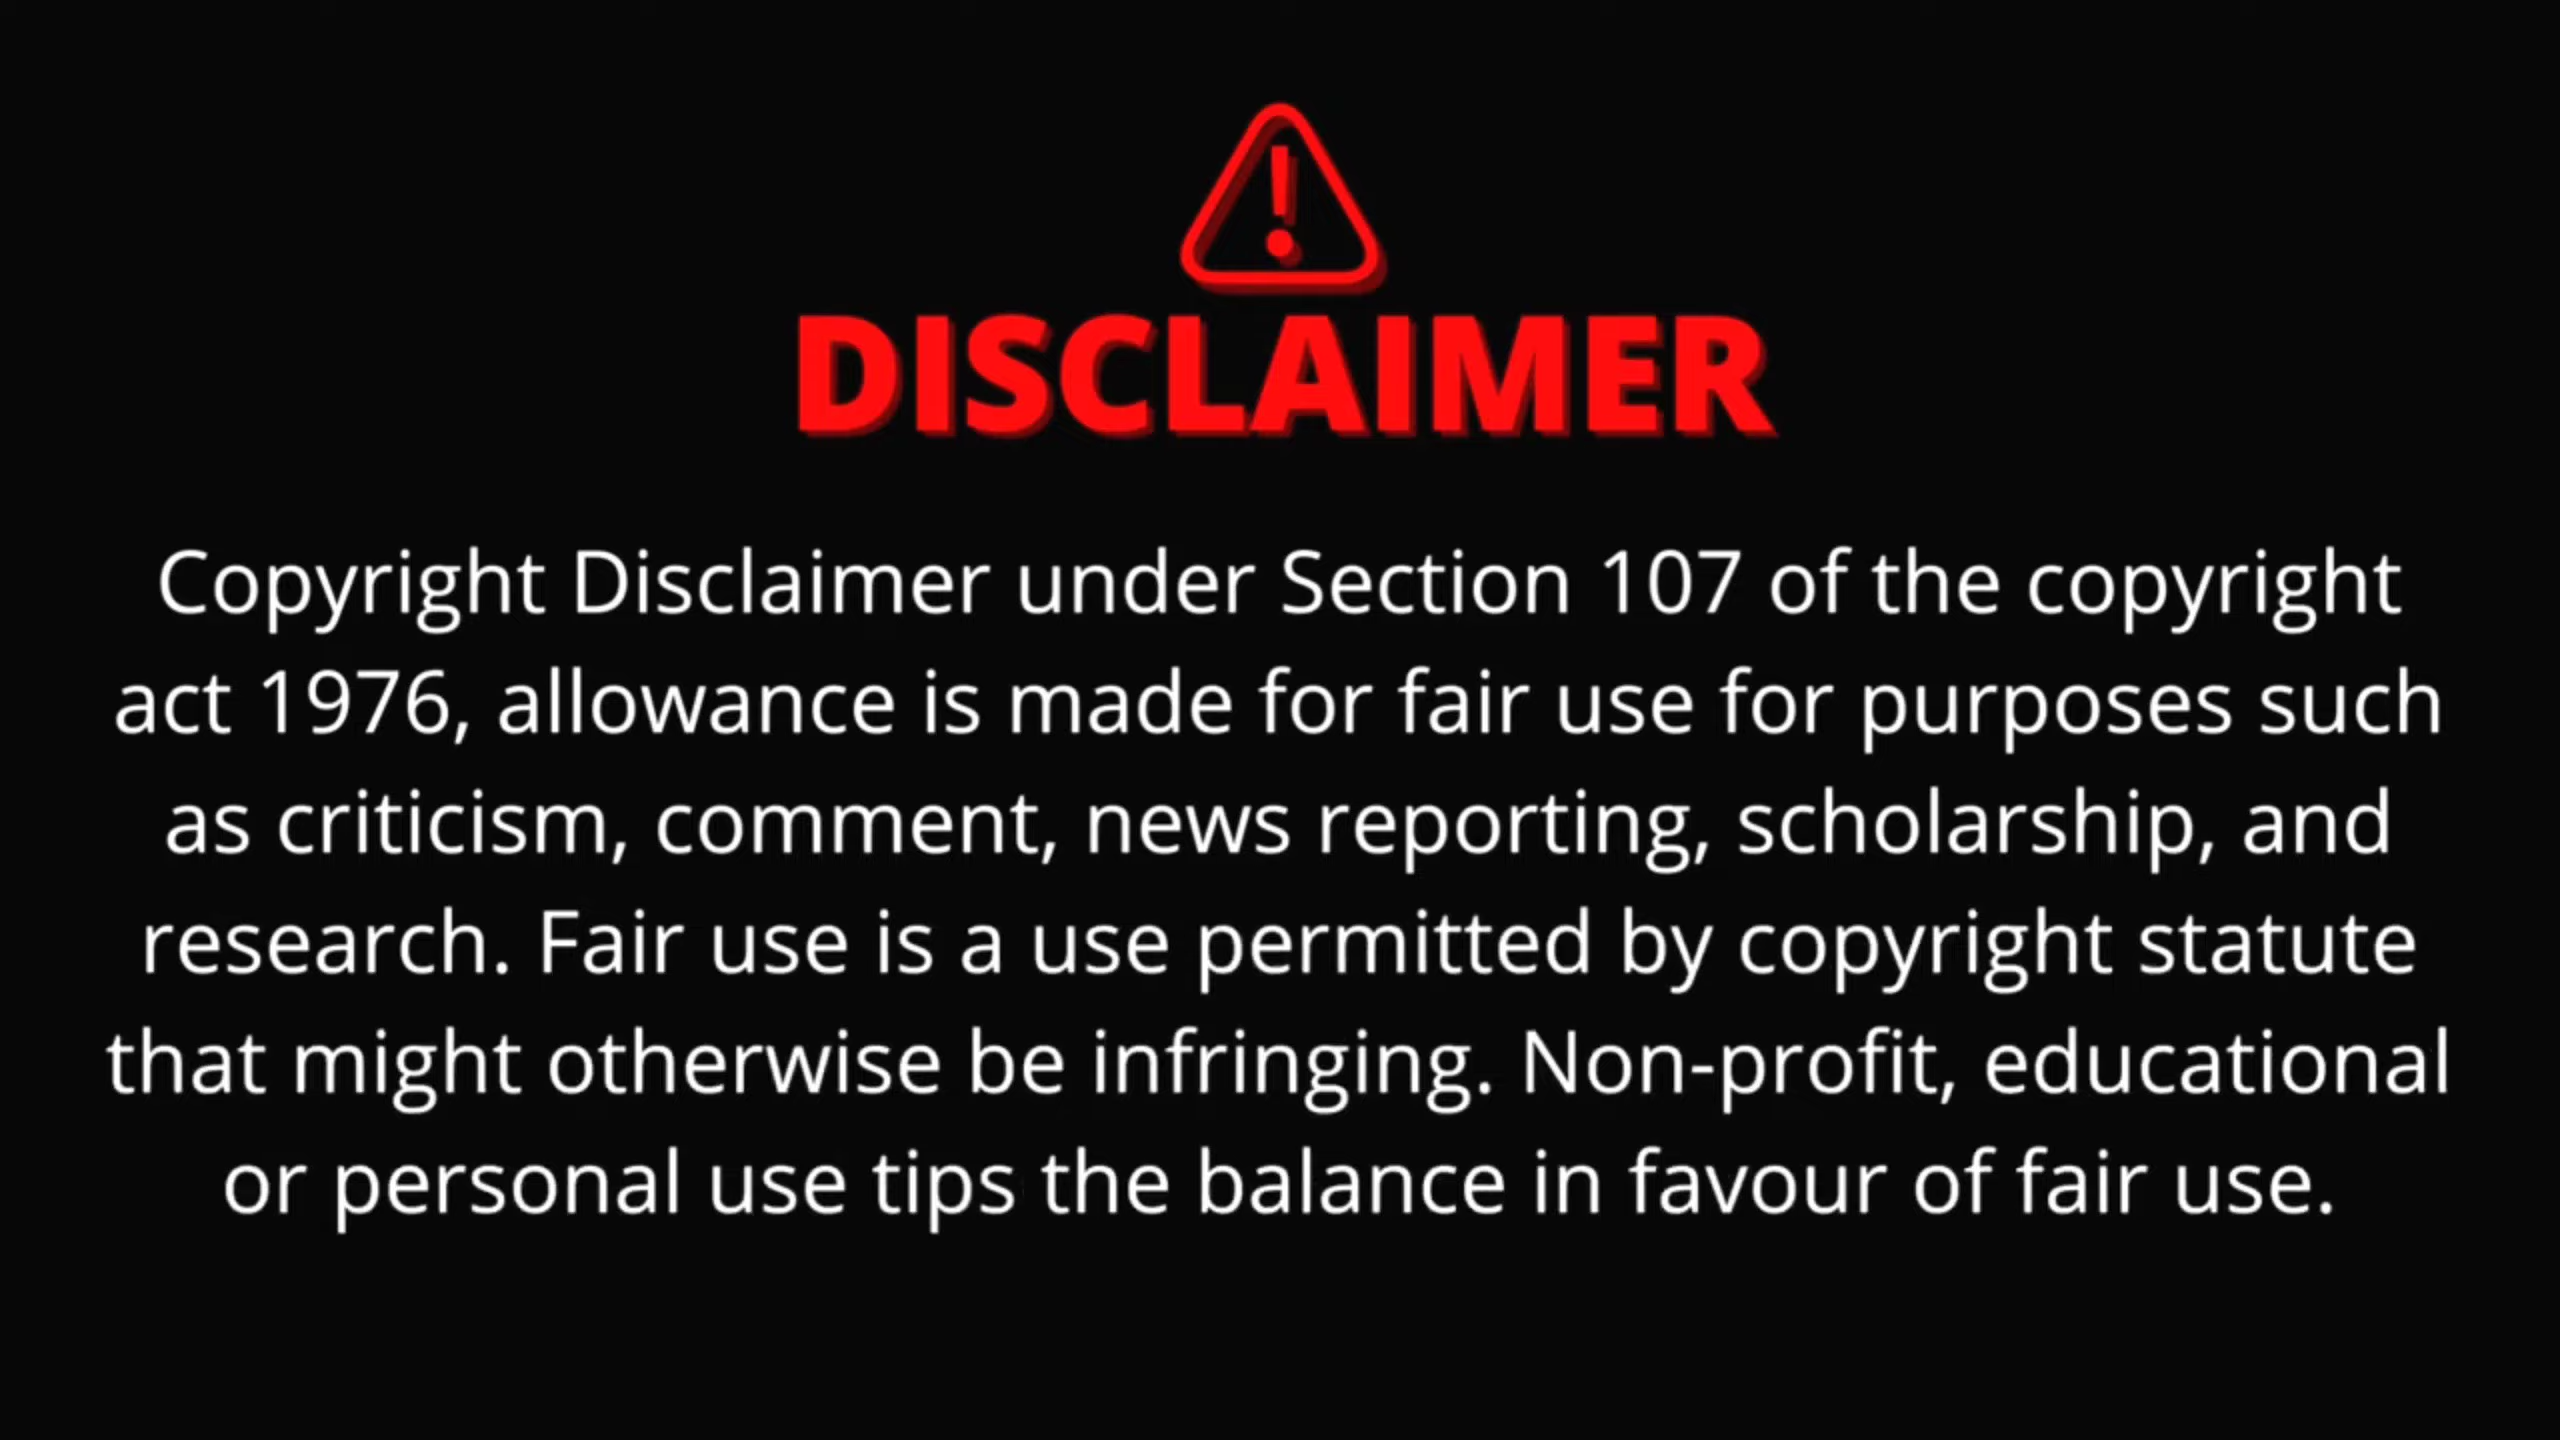 DISCLAIMER
Copyright Disclaimer under Section 107 of the copyright
act 1976, allowance is made for fair use for purposes such
as criticism, comment, news reporting, scholarship, and
research. Fair use is a use permitted by copyright statute
that might otherwise be infringing. Non-profit, educational
or personal use tips the balance in favour of fair use.